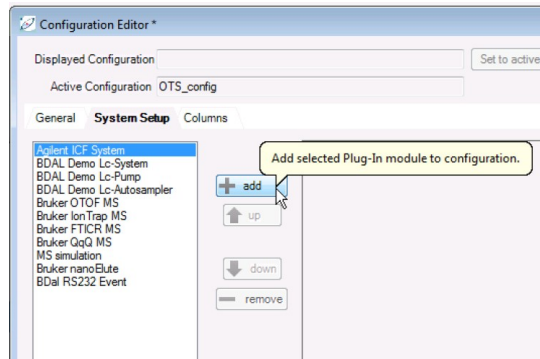 Configuration Editor *
Displayed Configuration
Set to active
Active Configuration OTS_config
General System Setup Columns
Agilent ICF System
BDAL Demo Lc-System
BDAL Demo Lc-Pump
BDAL Demo Lc-Autosampler
Bruker OTOF MS
Bruker IonTrap MS
Bruker FTICR MS
Bruker QqQ MS
MS simulation
Bruker nanoElute
BDal RS232 Event
Add selected Plug-In module to configuration.
add
up
down
remove